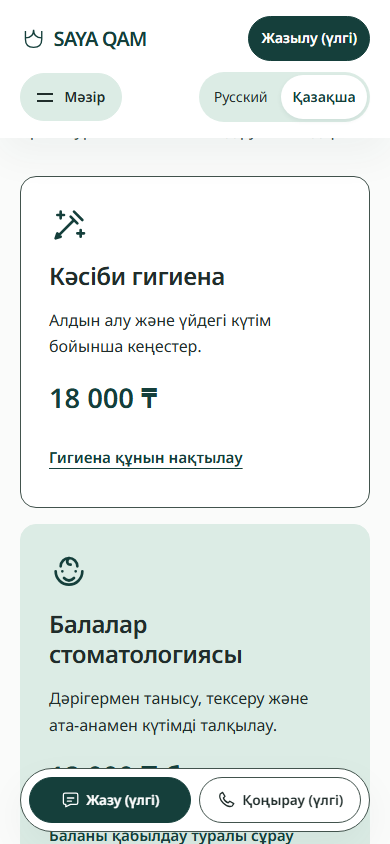 SAYA QAM
Жазылу (үлгі)
Мәзір
Русский
Қазақша
Кәсіби гигиена
Алдын алу және үйдегі күтім
бойынша кеңестер.
18 000 ₸
Гигиена құнын нақтылау
Балалар
стоматологиясы
Дәрігермен танысу, тексеру және
ата-анамен күтімді талқылау.
Жазу (үлгі)
Қоңырау (үлгі)
Баланы қабылдау туралы сұрау